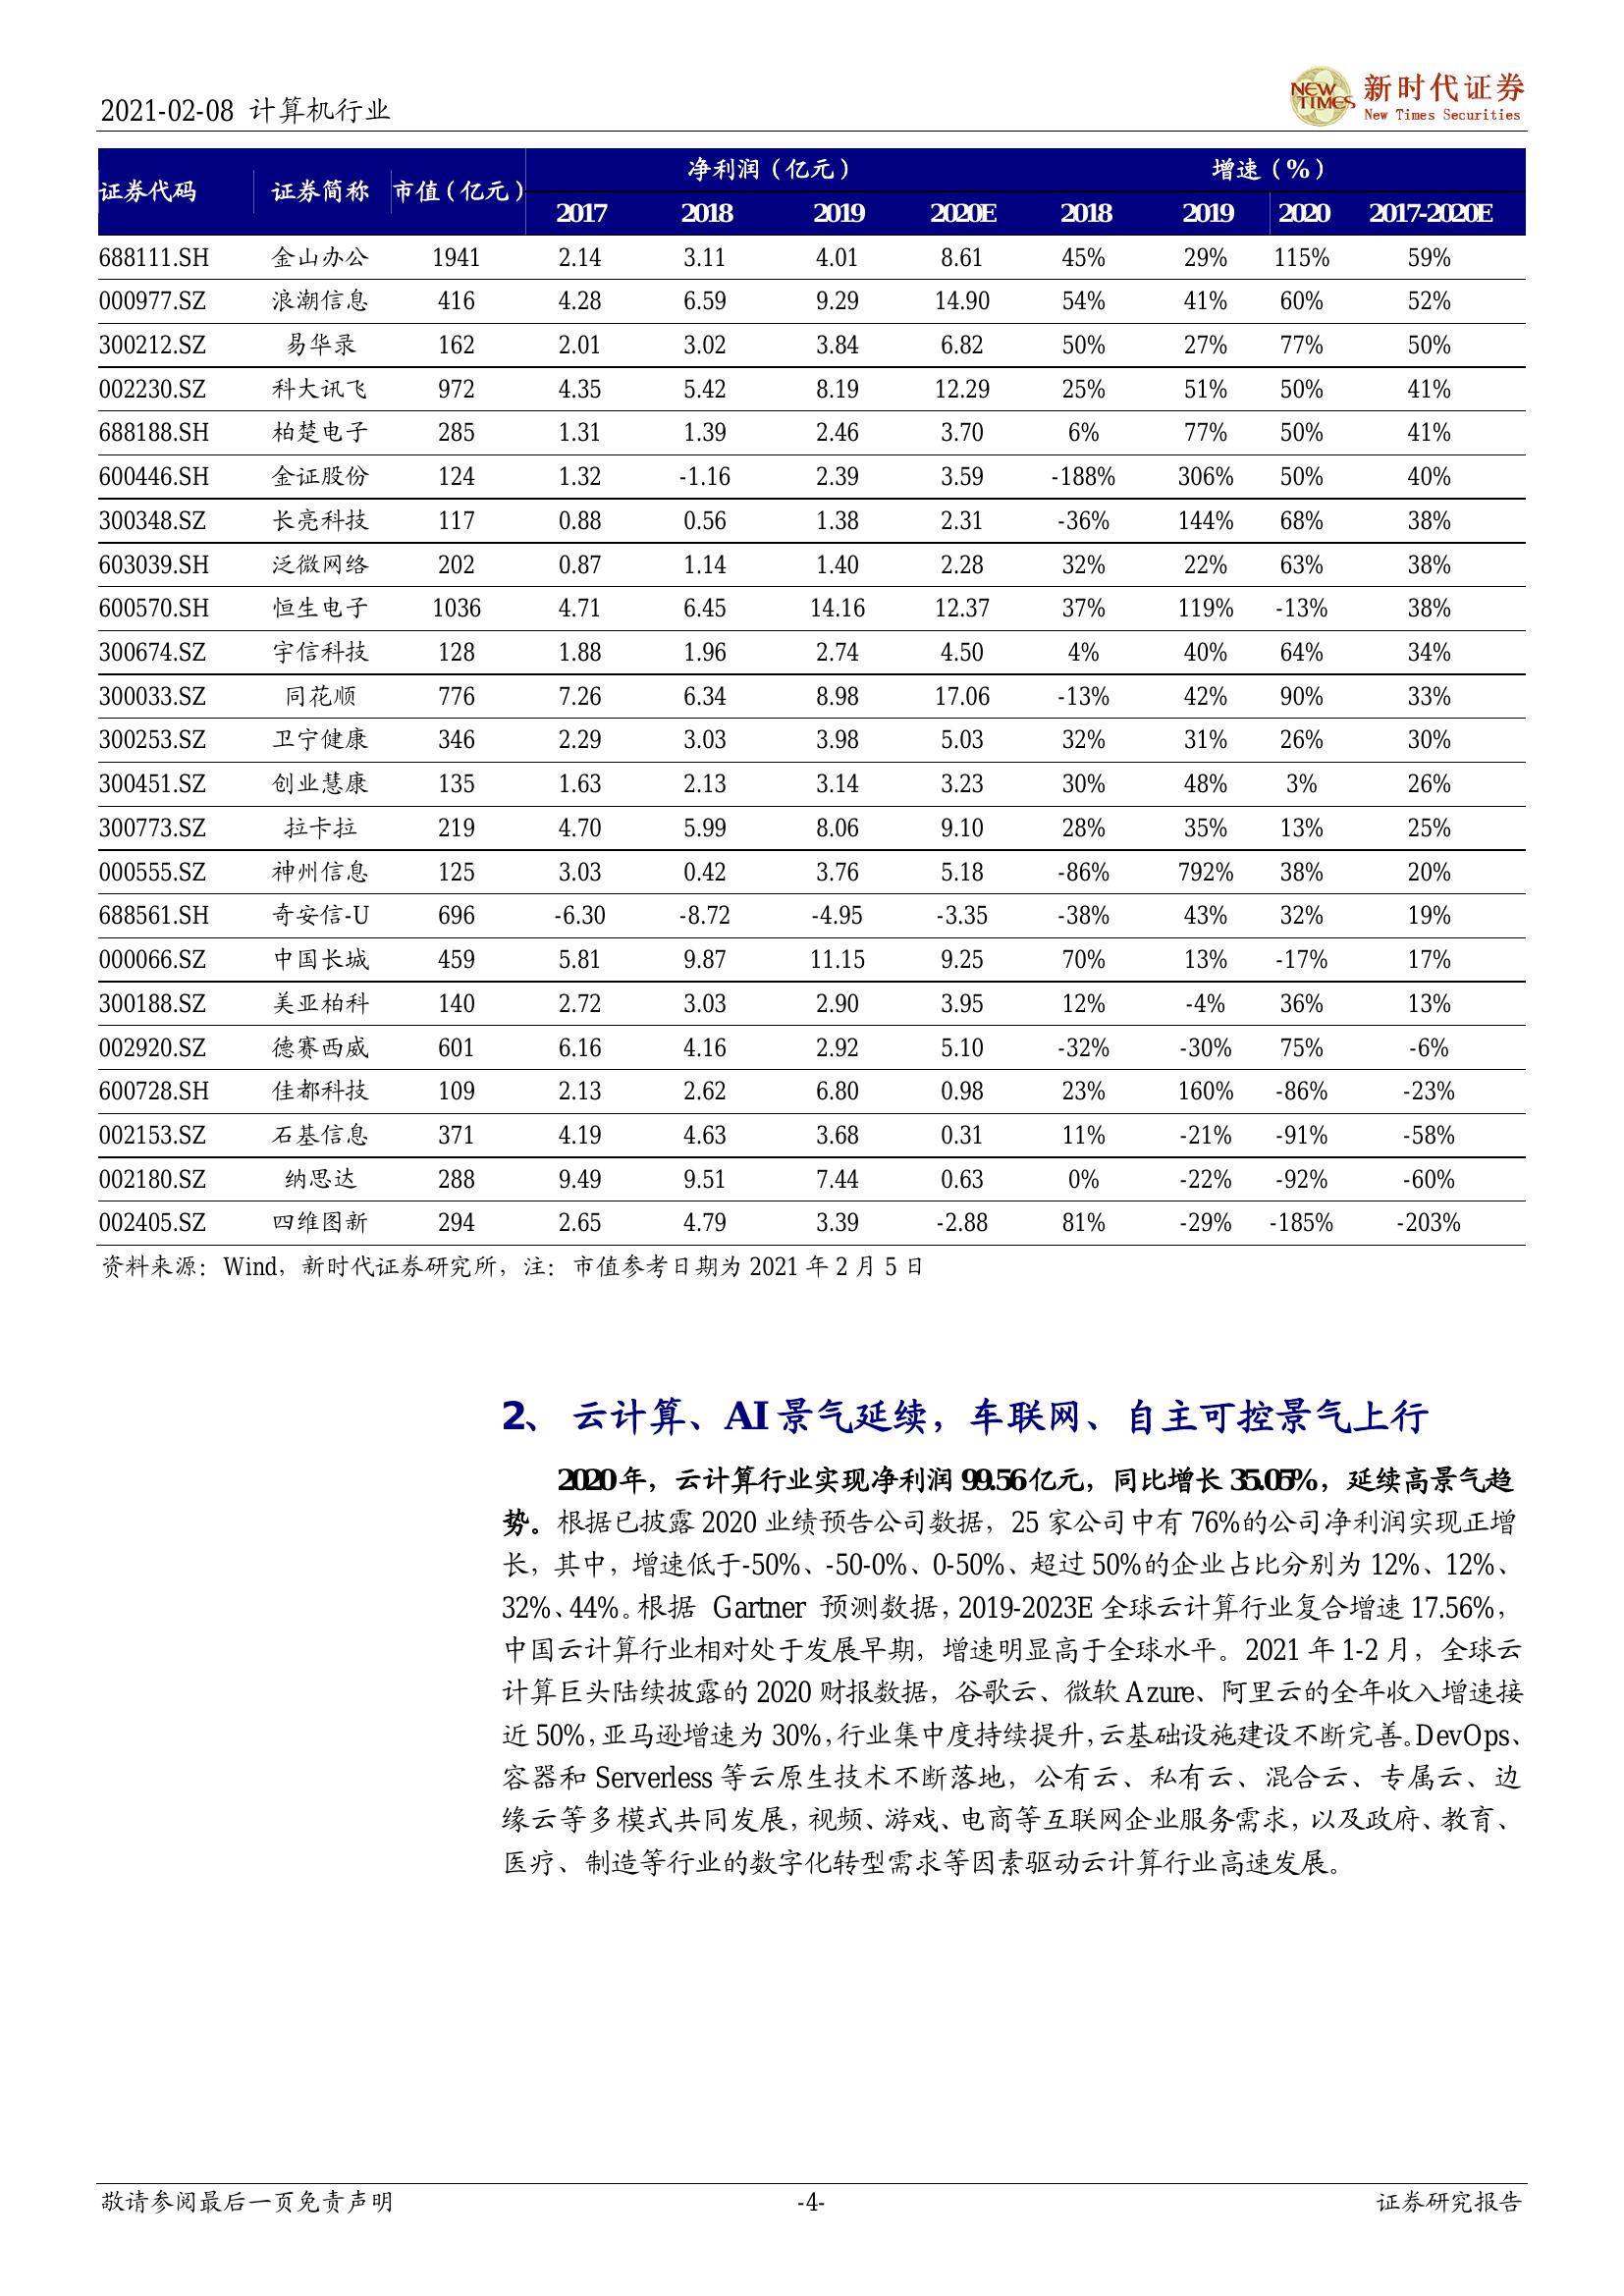 2021-02-08 计算机行业
NEW TIMES 新时代证券
New Times Securities
证券代码 证券简称 市值(亿元) 净利润(亿元) 增速(%)
2017 2018 2019 2020E 2018 2019 2020 2017-2020E
688111.SH 金山办公 1941 2.14 3.11 4.01 8.61 45% 29% 115% 59%
000977.SZ 浪潮信息 416 4.28 6.59 9.29 14.90 54% 41% 60% 52%
300212.SZ 易华录 162 2.01 3.02 3.84 6.82 50% 27% 77% 50%
002230.SZ 科大讯飞 972 4.35 5.42 8.19 12.29 25% 51% 50% 41%
688188.SH 柏楚电子 285 1.31 1.39 2.46 3.70 6% 77% 50% 41%
600446.SH 金证股份 124 1.32 -1.16 2.39 3.59 -188% 306% 50% 40%
300348.SZ 长亮科技 117 0.88 0.56 1.38 2.31 -36% 144% 68% 38%
603039.SH 泛微网络 202 0.87 1.14 1.40 2.28 32% 22% 63% 38%
600570.SH 恒生电子 1036 4.71 6.45 14.16 12.37 37% 119% -13% 38%
300674.SZ 宇信科技 128 1.88 1.96 2.74 4.50 4% 40% 64% 34%
300033.SZ 同花顺 776 7.26 6.34 8.98 17.06 -13% 42% 90% 33%
300253.SZ 卫宁健康 346 2.29 3.03 3.98 5.03 32% 31% 26% 30%
300451.SZ 创业慧康 135 1.63 2.13 3.14 3.23 30% 48% 3% 26%
300773.SZ 拉卡拉 219 4.70 5.99 8.06 9.10 28% 35% 13% 25%
000555.SZ 神州信息 125 3.03 0.42 3.76 5.18 -86% 792% 38% 20%
688561.SH 奇安信-U 696 -6.30 -8.72 -4.95 -3.35 -38% 43% 32% 19%
000066.SZ 中国长城 459 5.81 9.87 11.15 9.25 70% 13% -17% 17%
300188.SZ 美亚柏科 140 2.72 3.03 2.90 3.95 12% -4% 36% 13%
002920.SZ 德赛西威 601 6.16 4.16 2.92 5.10 -32% -30% 75% -6%
600728.SH 佳都科技 109 2.13 2.62 6.80 0.98 23% 160% -86% -23%
002153.SZ 石基信息 371 4.19 4.63 3.68 0.31 11% -21% -91% -58%
002180.SZ 纳思达 288 9.49 9.51 7.44 0.63 0% -22% -92% -60%
002405.SZ 四维图新 294 2.65 4.79 3.39 -2.88 81% -29% -185% -203%
资料来源：Wind，新时代证券研究所，注：市值参考日期为 2021 年 2 月 5 日
2、 云计算、AI 景气延续，车联网、自主可控景气上行
2020 年，云计算行业实现净利润 99.56 亿元，同比增长 35.05%，延续高景气趋
势。根据已披露 2020 业绩预告公司数据，25 家公司中有 76%的公司净利润实现正增
长，其中，增速低于-50%、-50-0%、0-50%、超过 50%的企业占比分别为 12%、12%、
32%、44%。根据 Gartner 预测数据，2019-2023E 全球云计算行业复合增速 17.56%，
中国云计算行业相对处于发展早期，增速明显高于全球水平。2021 年 1-2 月，全球云
计算巨头陆续披露的 2020 财报数据，谷歌云、微软 Azure、阿里云的全年收入增速接
近 50%，亚马逊增速为 30%，行业集中度持续提升，云基础设施建设不断完善。DevOps、
容器和 Serverless 等云原生技术不断落地，公有云、私有云、混合云、专属云、边
缘云等多模式共同发展，视频、游戏、电商等互联网企业服务需求，以及政府、教育、
医疗、制造等行业的数字化转型需求等因素驱动云计算行业高速发展。
敬请参阅最后一页免责声明 -4- 证券研究报告